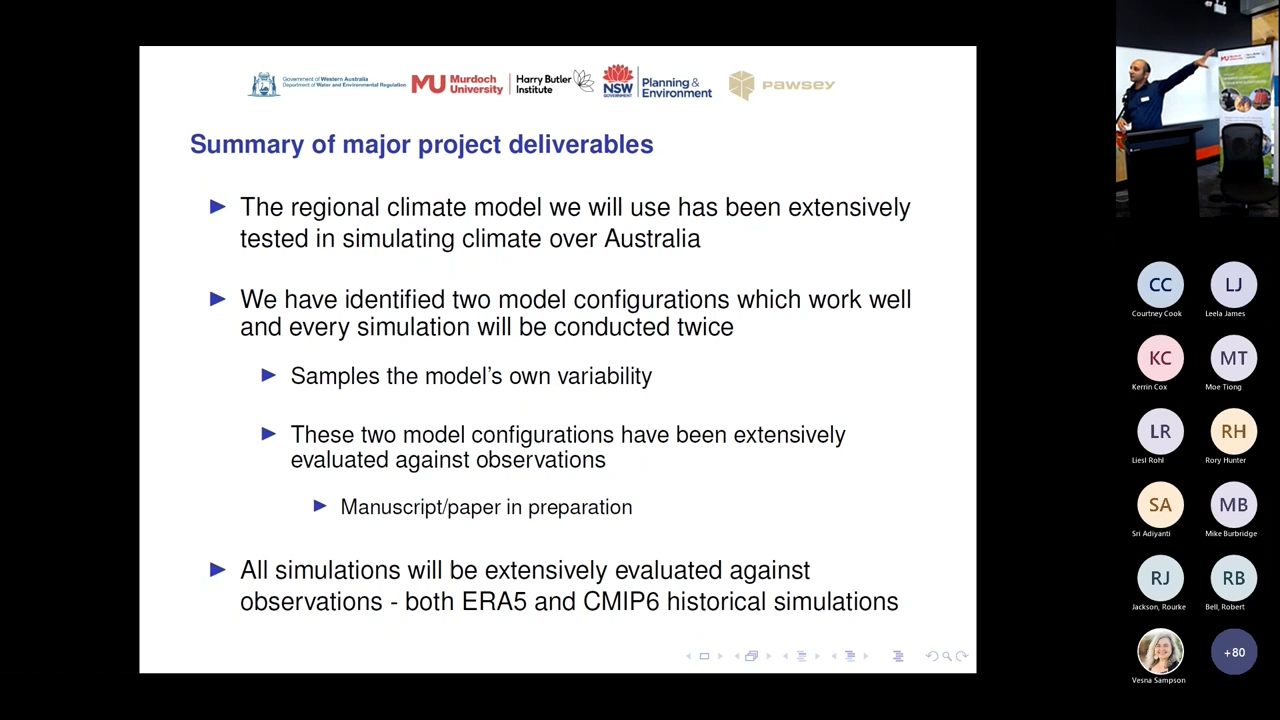 Government of Western Australia
Department of Water and Environmental Regulation
MU Murdoch University
Harry Butler Institute
NSW GOVERNMENT
Planning & Environment
PAWSEY
Summary of major project deliverables
The regional climate model we will use has been extensively
tested in simulating climate over Australia
We have identified two model configurations which work well
and every simulation will be conducted twice
Samples the model's own variability
These two model configurations have been extensively
evaluated against observations
Manuscript/paper in preparation
All simulations will be extensively evaluated against
observations - both ERA5 and CMIP6 historical simulations
CC
LJ
Courtney Cook
Leela James
KC
MT
Kerrin Cox
Moe Tiong
LR
RH
Liesl Rohl
Rory Hunter
SA
MB
Sri Adiyanti
Mike Burbridge
RJ
RB
Jackson, Rourke
Bell, Robert
+80
Vesna Sampson